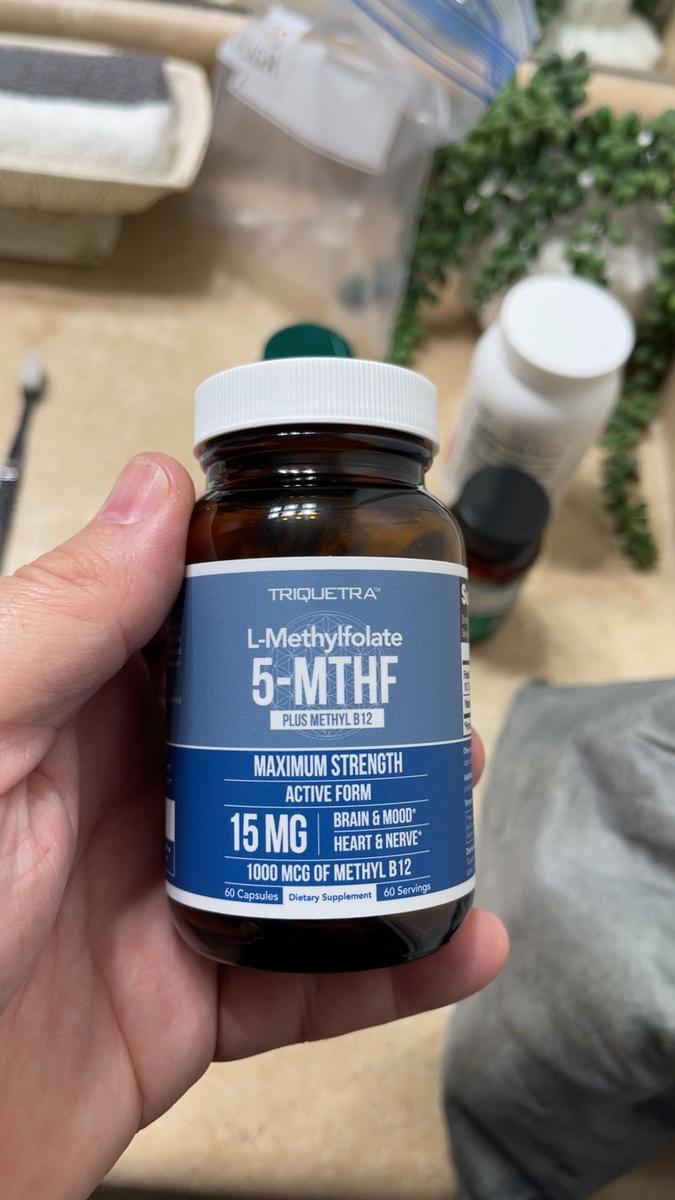 TRIQUETRA™
L-Methylfolate
5-MTHF
PLUS METHYL B12
MAXIMUM STRENGTH
ACTIVE FORM
15 MG
BRAIN & MOOD*
HEART & NERVE*
1000 MCG OF METHYL B12
60 Capsules
Dietary Supplement
60 Servings